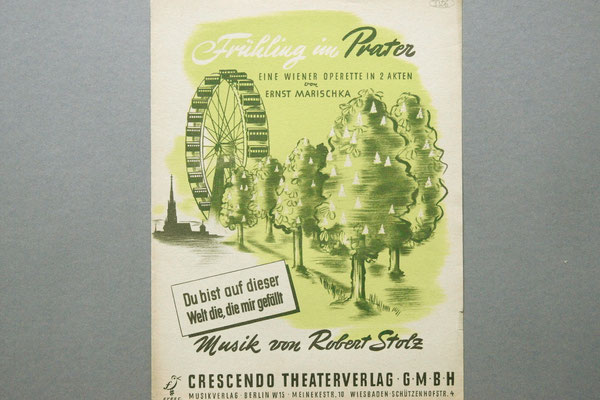 Frühling im Prater
EINE WIENER OPERETTE IN 2 AKTEN
von
ERNST MARISCHKA
Du bist auf dieser
Welt die, die mir gefällt
Musik von Robert Stolz
CRESCENDO THEATERVERLAG · G·M·B·H
MUSIKVERLAG · BERLIN W15 · MEINEKESTR. 10 WIESBADEN · SCHÜTZENHOFSTR. 4